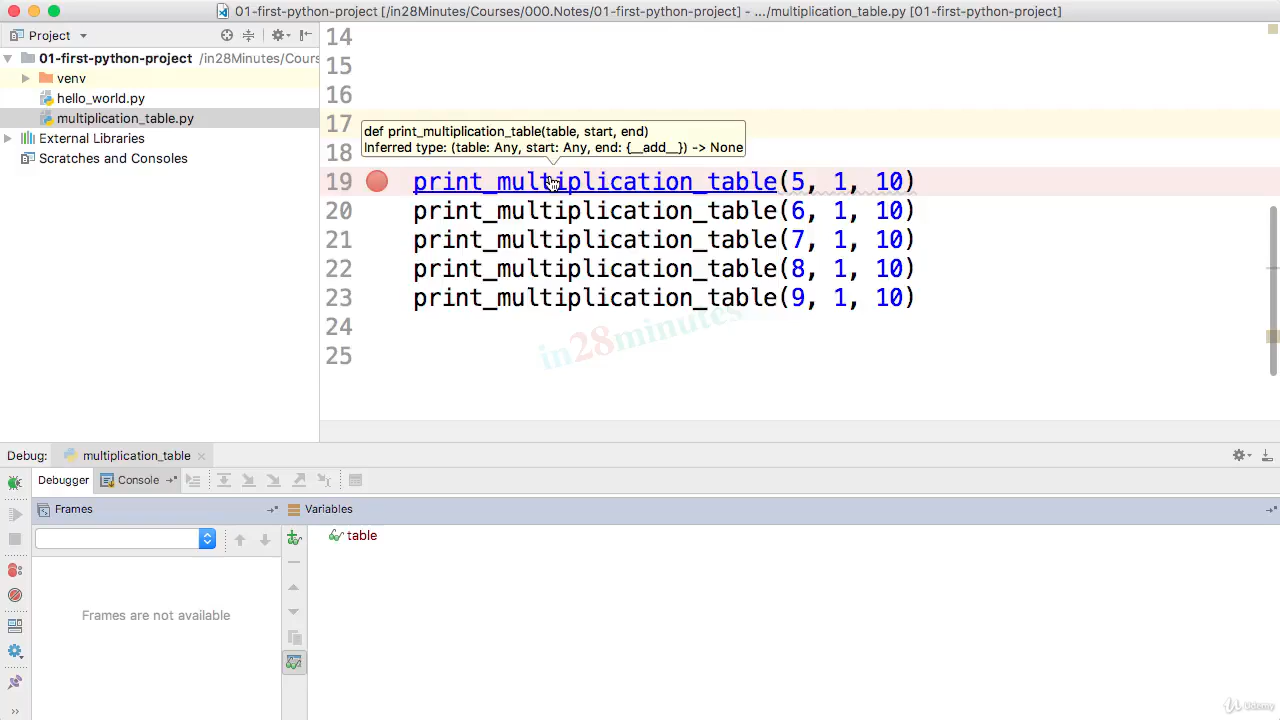 01-first-python-project [/in28Minutes/Courses/000.Notes/01-first-python-project] - .../multiplication_table.py [01-first-python-project]
Project
01-first-python-project /in28Minutes/Cours
venv
hello_world.py
multiplication_table.py
External Libraries
Scratches and Consoles
14
15
16
17
def print_multiplication_table(table, start, end)
Inferred type: (table: Any, start: Any, end: {__add__}) -> None
18
19 print_multiplication_table(5, 1, 10)
20 print_multiplication_table(6, 1, 10)
21 print_multiplication_table(7, 1, 10)
22 print_multiplication_table(8, 1, 10)
23 print_multiplication_table(9, 1, 10)
24
25
in28minutes
Debug: multiplication_table
Debugger Console
Frames Variables
table
Frames are not available
Udemy